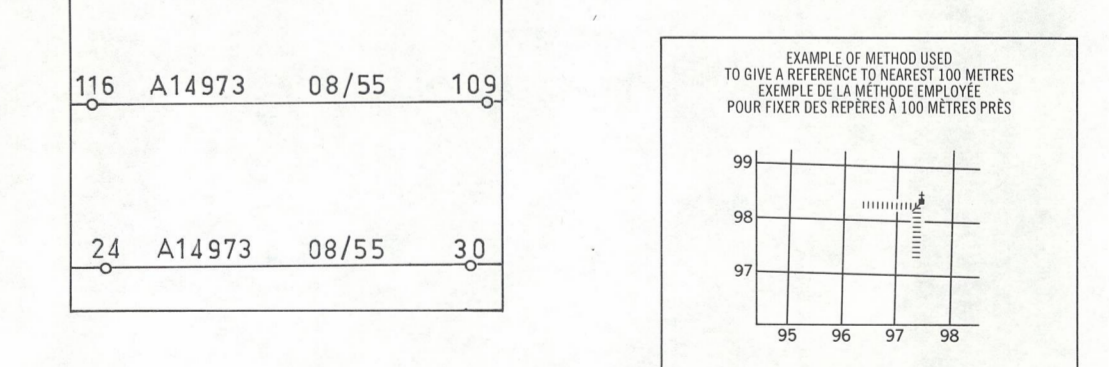 116 A14973 08/55 109
24 A14973 08/55 30
EXAMPLE OF METHOD USED
TO GIVE A REFERENCE TO NEAREST 100 METRES
EXEMPLE DE LA MÉTHODE EMPLOYÉE
POUR FIXER DES REPÈRES À 100 MÈTRES PRÈS
99
98
97
95 96 97 98